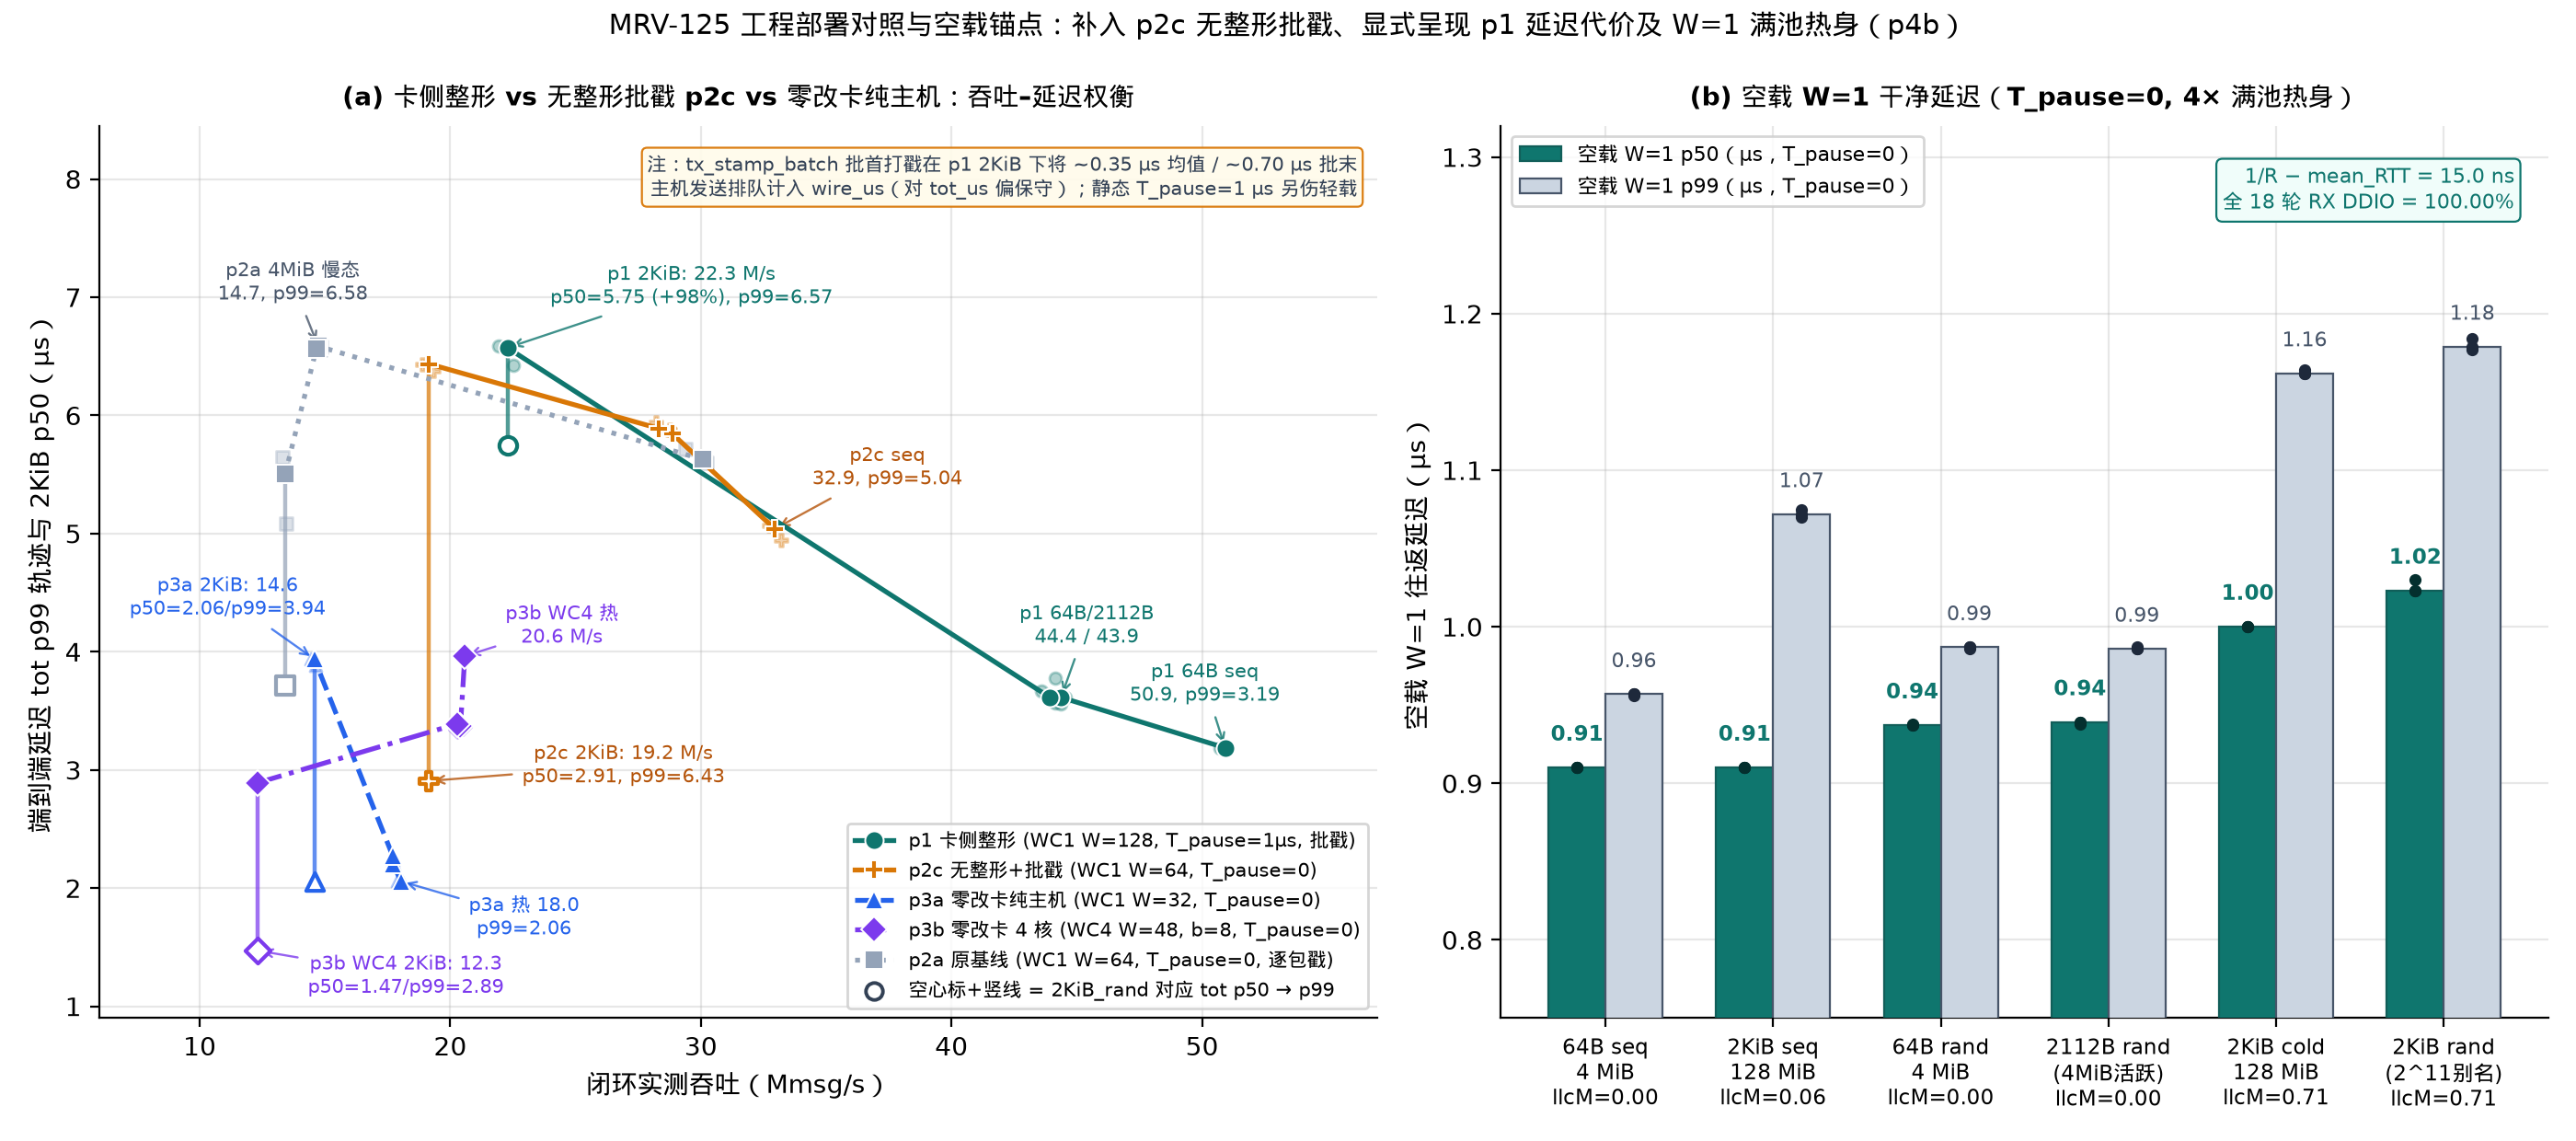 MRV-125 工程部署对照与空载锚点：补入 p2c 无整形批戳、显式呈现 p1 延迟代价及 W=1 满池热身（p4b）
(a) 卡侧整形 vs 无整形批戳 p2c vs 零改卡纯主机：吞吐–延迟权衡
注：tx_stamp_batch 批首打戳在 p1 2KiB 下将 ~0.35 µs 均值 / ~0.70 µs 批末
主机发送排队计入 wire_us（对 tot_us 偏保守）；静态 T_pause=1 µs 另伤轻载
p2a 4MiB 慢态
14.7, p99=6.58
p1 2KiB: 22.3 M/s
p50=5.75 (+98%), p99=6.57
p2c seq
32.9, p99=5.04
p3a 2KiB: 14.6
p50=2.06/p99=3.94
p3b WC4 热
20.6 M/s
p1 64B/2112B
44.4 / 43.9
p1 64B seq
50.9, p99=3.19
p2c 2KiB: 19.2 M/s
p50=2.91, p99=6.43
p3a 热 18.0
p99=2.06
p3b WC4 2KiB: 12.3
p50=1.47/p99=2.89
p1 卡侧整形 (WC1 W=128, T_pause=1µs, 批戳)
p2c 无整形+批戳 (WC1 W=64, T_pause=0)
p3a 零改卡纯主机 (WC1 W=32, T_pause=0)
p3b 零改卡 4 核 (WC4 W=48, b=8, T_pause=0)
p2a 原基线 (WC1 W=64, T_pause=0, 逐包戳)
空心标+竖线 = 2KiB_rand 对应 tot p50 → p99
8
7
6
5
4
3
2
1
10
20
30
40
50
端到端延迟 tot p99 轨迹与 2KiB p50（µs）
闭环实测吞吐（Mmsg/s）
(b) 空载 W=1 干净延迟（T_pause=0, 4× 满池热身）
空载 W=1 p50（µs，T_pause=0）
空载 W=1 p99（µs，T_pause=0）
1/R − mean_RTT = 15.0 ns
全 18 轮 RX DDIO = 100.00%
1.3
1.2
1.1
1.0
0.9
0.8
空载 W=1 往返延迟（µs）
0.91
0.96
0.91
1.07
0.94
0.99
0.94
0.99
1.00
1.16
1.02
1.18
64B seq
4 MiB
llcM=0.00
2KiB seq
128 MiB
llcM=0.06
64B rand
4 MiB
llcM=0.00
2112B rand
(4MiB活跃)
llcM=0.00
2KiB cold
128 MiB
llcM=0.71
2KiB rand
(2^11别名)
llcM=0.71